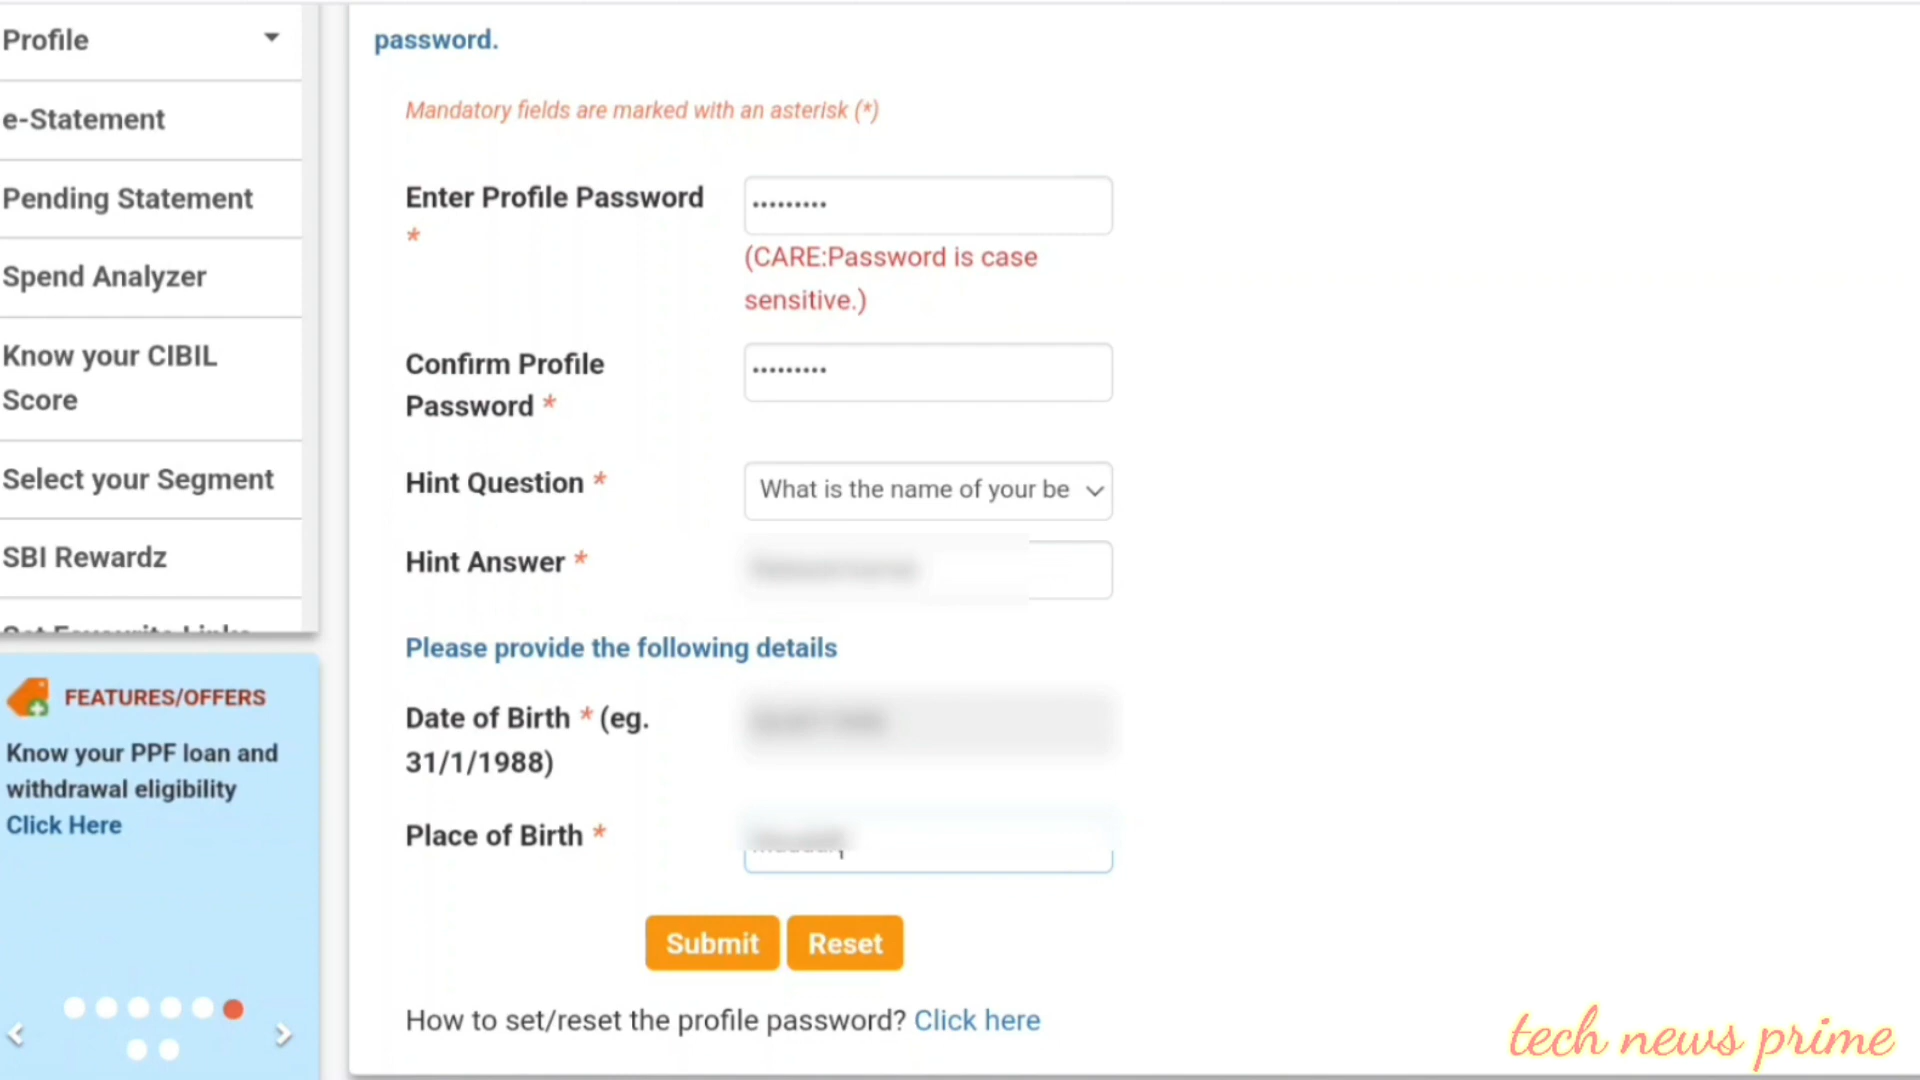 Profile
e-Statement
Pending Statement
Spend Analyzer
Know your CIBIL
Score
Select your Segment
SBI Rewardz
FEATURES/OFFERS
Know your PPF loan and
withdrawal eligibility
Click Here
password.
Mandatory fields are marked with an asterisk (*)
Enter Profile Password
*
•••••••••
(CARE:Password is case
sensitive.)
Confirm Profile
Password *
•••••••••
Hint Question *
What is the name of your be
Hint Answer *
Please provide the following details
Date of Birth * (eg.
31/1/1988)
Place of Birth *
Submit Reset
How to set/reset the profile password? Click here
tech news prime